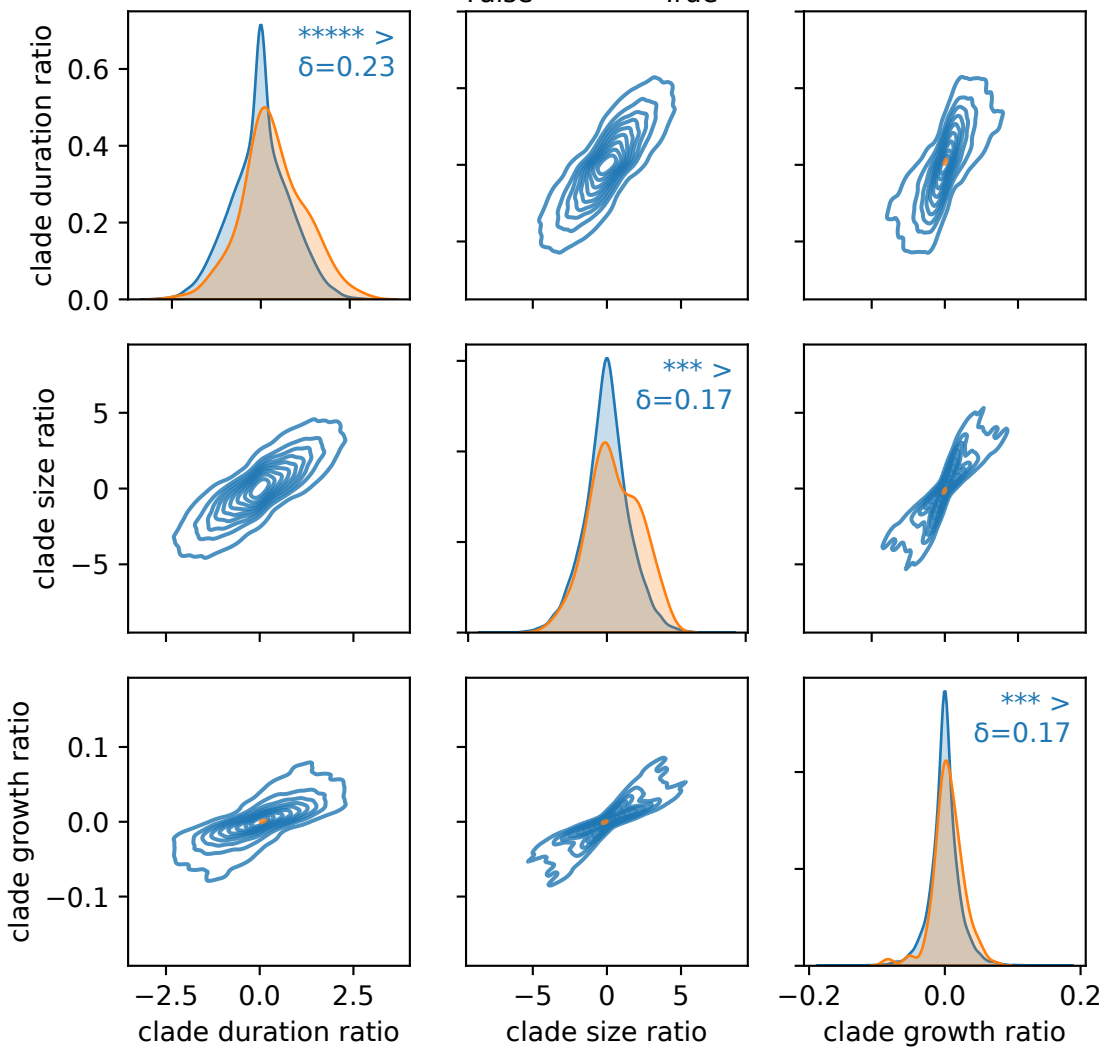 True
***** >
δ=0.23
clade duration ratio
0.6
0.4
0.2
0.0
*** >
δ=0.17
clade size ratio
5
0
−5
*** >
δ=0.17
clade growth ratio
0.1
0.0
−0.1
−2.5 0.0 2.5 −5 0 5 −0.2 0.0 0.2
clade duration ratio clade size ratio clade growth ratio